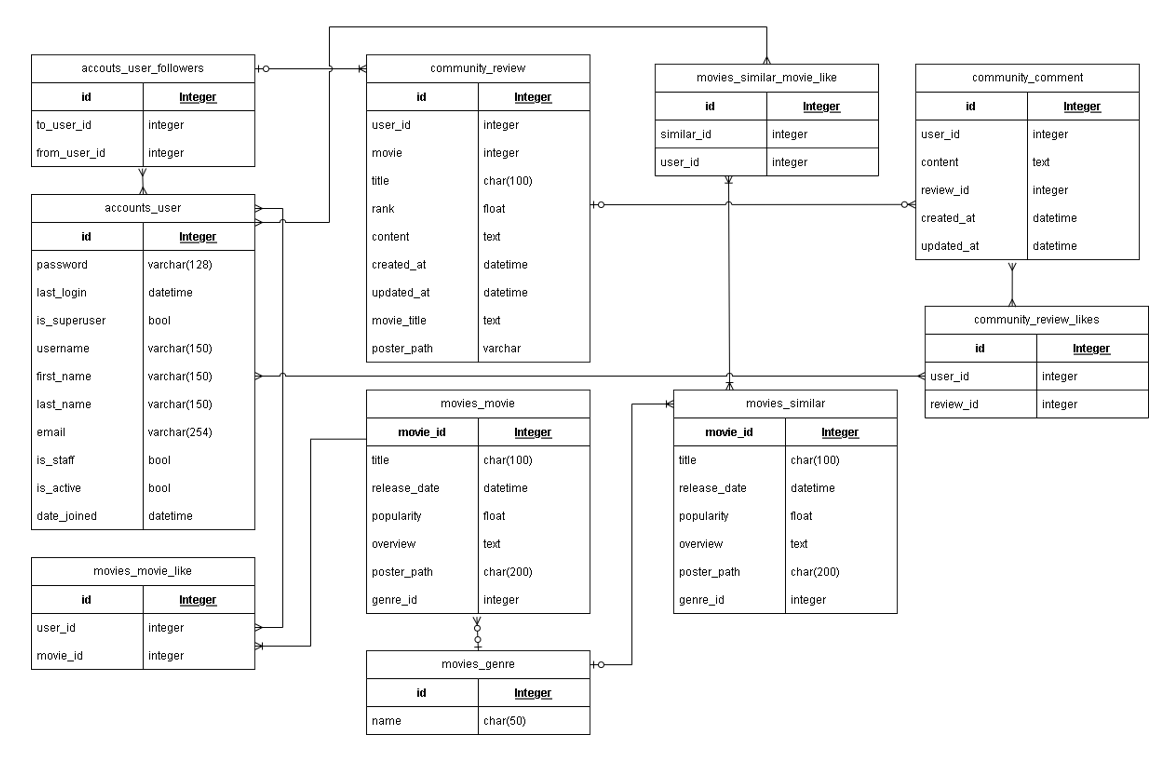 accouts_user_followers
id Integer
to_user_id integer
from_user_id integer
accounts_user
id Integer
password varchar(128)
last_login datetime
is_superuser bool
username varchar(150)
first_name varchar(150)
last_name varchar(150)
email varchar(254)
is_staff bool
is_active bool
date_joined datetime
movies_movie_like
id Integer
user_id integer
movie_id integer
community_review
id Integer
user_id integer
movie integer
title char(100)
rank float
content text
created_at datetime
updated_at datetime
movie_title text
poster_path varchar
movies_movie
movie_id Integer
title char(100)
release_date datetime
popularity float
overview text
poster_path char(200)
genre_id integer
movies_genre
id Integer
name char(50)
movies_similar_movie_like
id Integer
similar_id integer
user_id integer
movies_similar
movie_id Integer
title char(100)
release_date datetime
popularity float
overview text
poster_path char(200)
genre_id integer
community_comment
id Integer
user_id integer
content text
review_id integer
created_at datetime
updated_at datetime
community_review_likes
id Integer
user_id integer
review_id integer